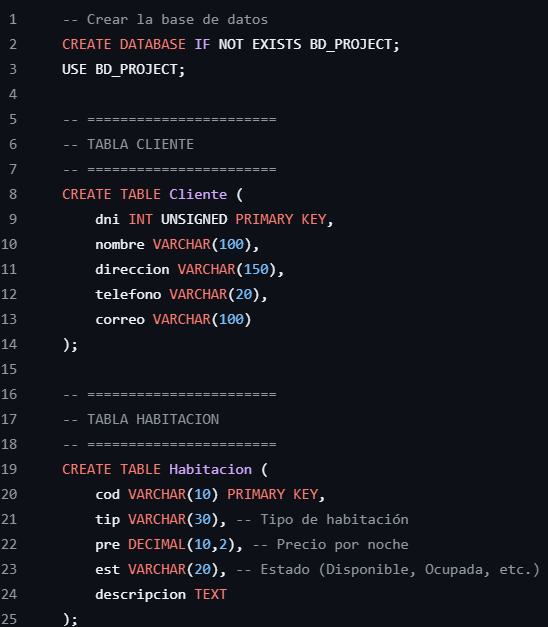 1 -- Crear la base de datos
2 CREATE DATABASE IF NOT EXISTS BD_PROJECT;
3 USE BD_PROJECT;
4
5 -- =======================
6 -- TABLA CLIENTE
7 -- =======================
8 CREATE TABLE Cliente (
9     dni INT UNSIGNED PRIMARY KEY,
10     nombre VARCHAR(100),
11     direccion VARCHAR(150),
12     telefono VARCHAR(20),
13     correo VARCHAR(100)
14 );
15
16 -- =======================
17 -- TABLA HABITACION
18 -- =======================
19 CREATE TABLE Habitacion (
20     cod VARCHAR(10) PRIMARY KEY,
21     tip VARCHAR(30), -- Tipo de habitación
22     pre DECIMAL(10,2), -- Precio por noche
23     est VARCHAR(20), -- Estado (Disponible, Ocupada, etc.)
24     descripcion TEXT
25 );